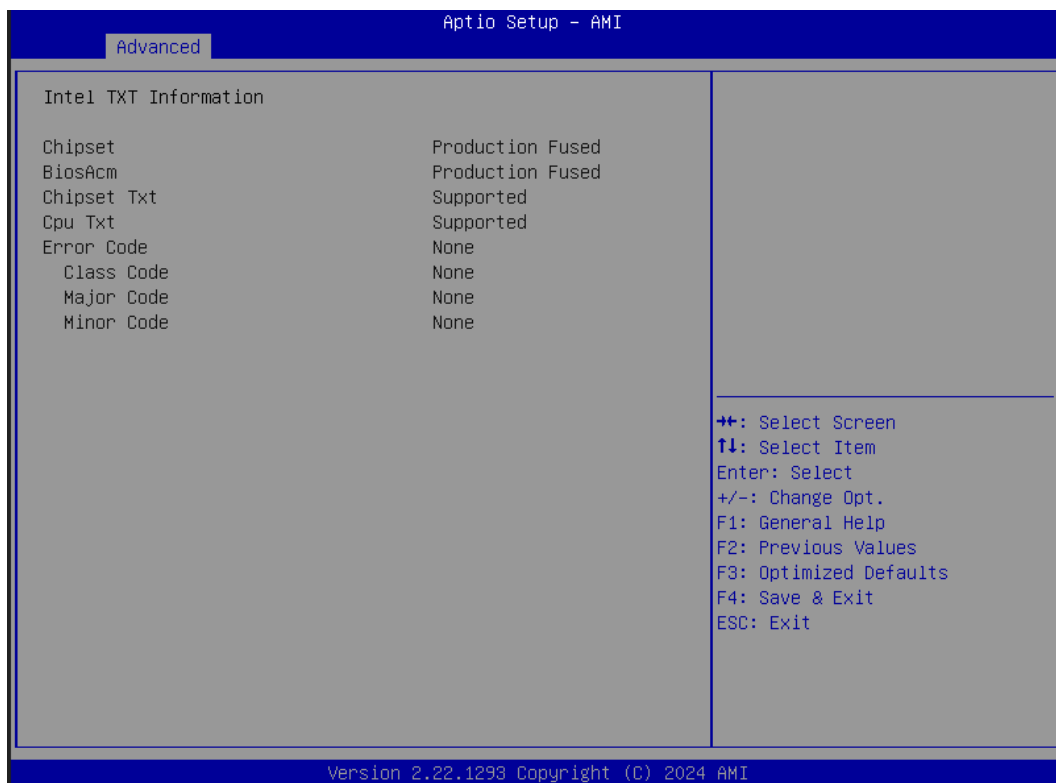 Aptio Setup - AMI
Advanced
Intel TXT Information
Chipset Production Fused
BiosAcm Production Fused
Chipset Txt Supported
Cpu Txt Supported
Error Code None
Class Code None
Major Code None
Minor Code None
→←: Select Screen
↑↓: Select Item
Enter: Select
+/-: Change Opt.
F1: General Help
F2: Previous Values
F3: Optimized Defaults
F4: Save & Exit
ESC: Exit
Version 2.22.1293 Copyright (C) 2024 AMI